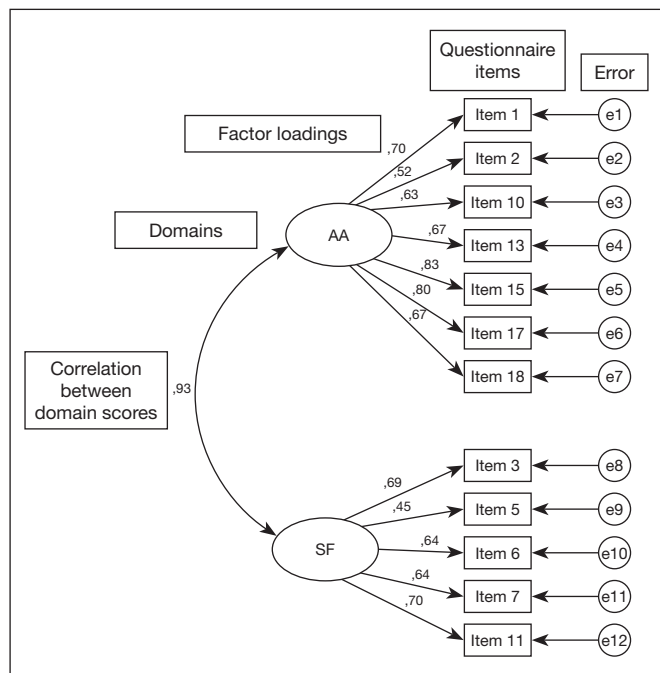 Questionnaire
items
Error
Factor loadings
Domains
Correlation
between
domain scores
,93
AA
,70
Item 1
e1
,52
Item 2
e2
,63
Item 10
e3
,67
Item 13
e4
,83
Item 15
e5
,80
Item 17
e6
,67
Item 18
e7
SF
,69
Item 3
e8
,45
Item 5
e9
,64
Item 6
e10
,64
Item 7
e11
,70
Item 11
e12